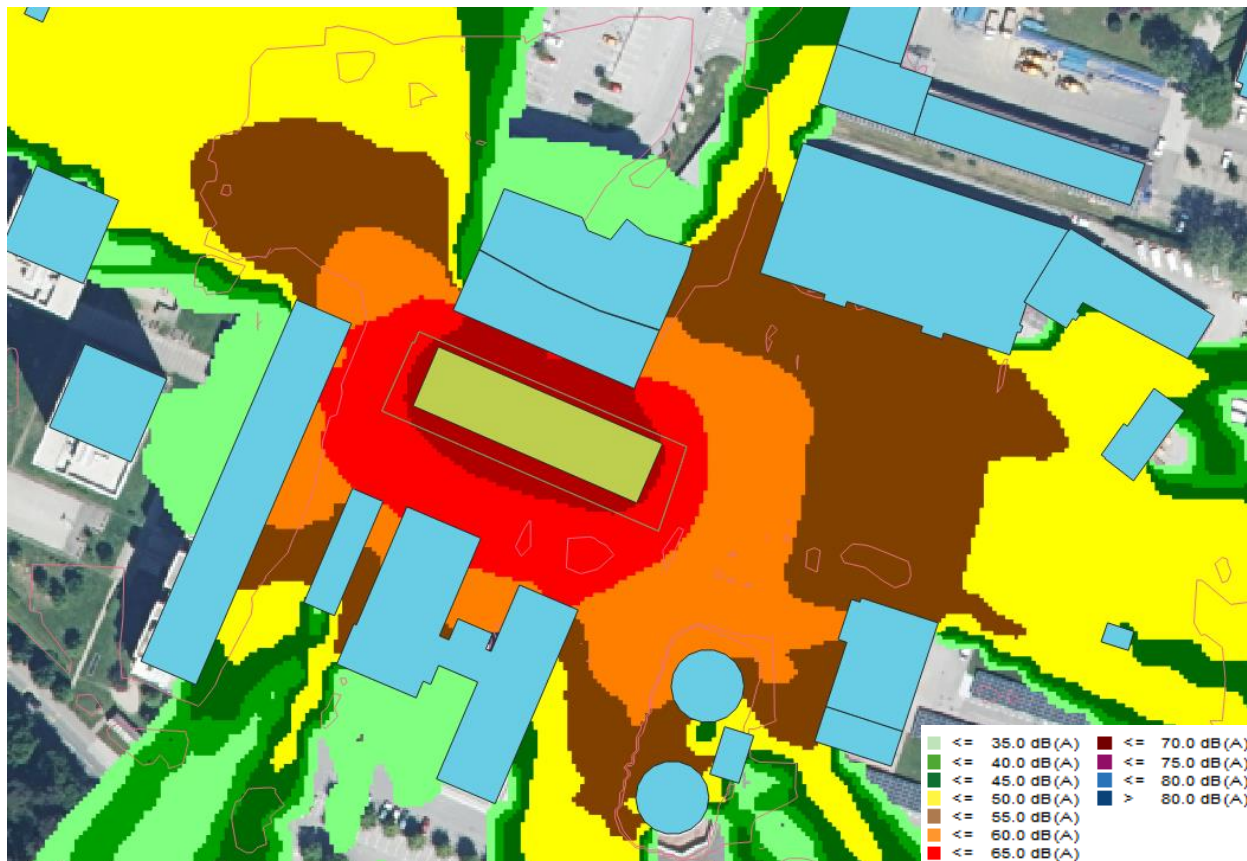 <= 35.0 dB(A)
<= 40.0 dB(A)
<= 45.0 dB(A)
<= 50.0 dB(A)
<= 55.0 dB(A)
<= 60.0 dB(A)
<= 65.0 dB(A)
<= 70.0 dB(A)
<= 75.0 dB(A)
<= 80.0 dB(A)
> 80.0 dB(A)